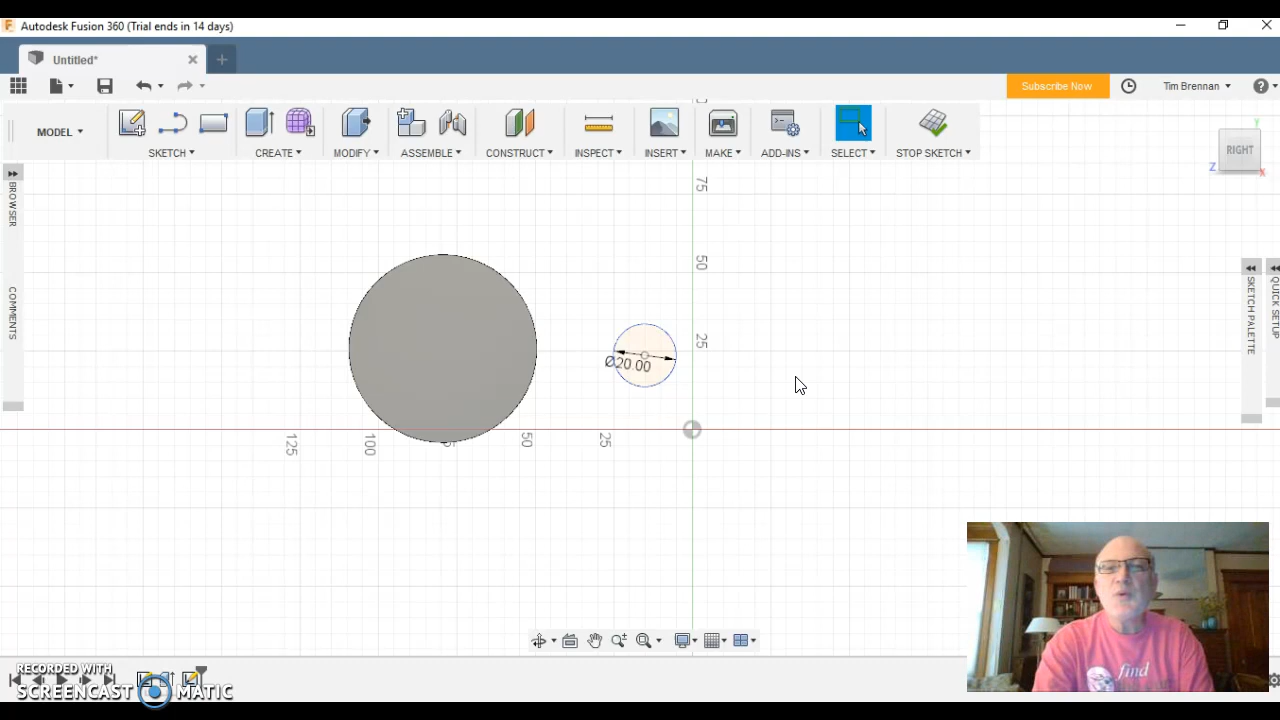 Autodesk Fusion 360 (Trial ends in 14 days)
Untitled*
Subscribe Now
Tim Brennan
MODEL
SKETCH
CREATE
MODIFY
ASSEMBLE
CONSTRUCT
INSPECT
INSERT
MAKE
ADD-INS
SELECT
STOP SKETCH
Y
RIGHT
Z
X
BROWSER
COMMENTS
75
50
25
Ø20.00
125
100
50
25
SKETCH PALETTE
QUICK SETUP
find
RECORDED WITH
SCREENCAST MATIC